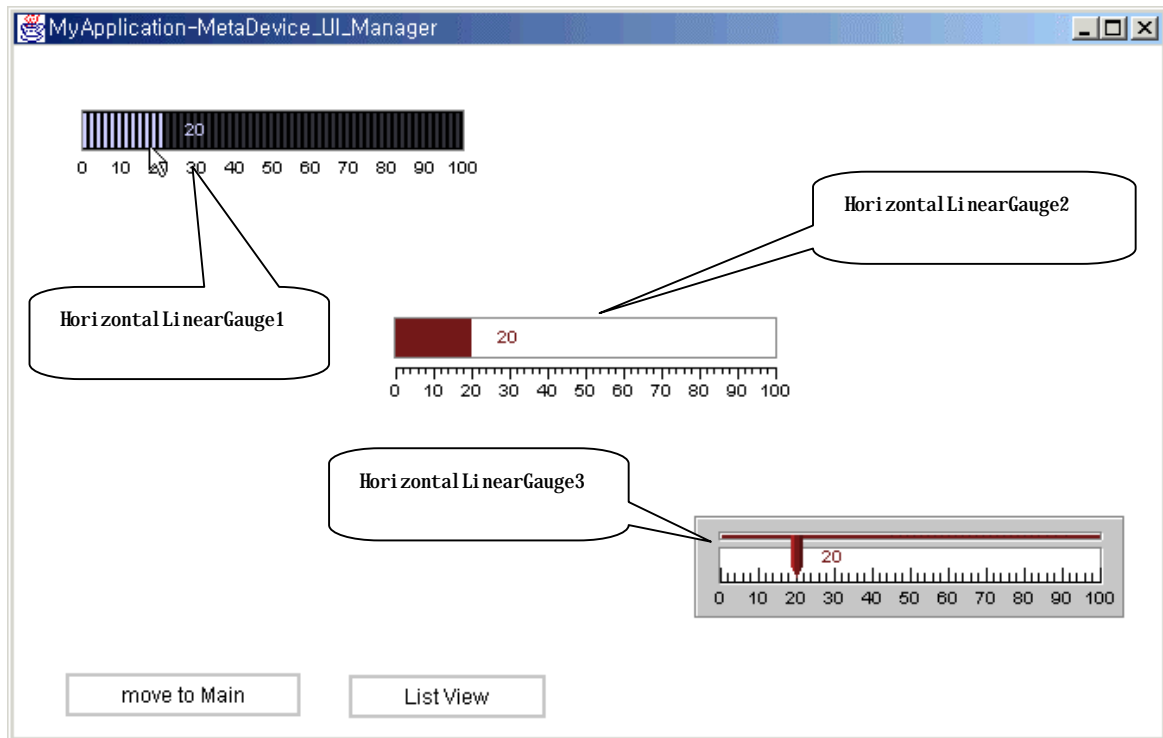 MyApplication-MetaDevice_UI_Manager
20
0 10 20 30 40 50 60 70 80 90 100
HorizontalLinearGauge2
HorizontalLinearGauge1
20
0 10 20 30 40 50 60 70 80 90 100
HorizontalLinearGauge3
20
0 10 20 30 40 50 60 70 80 90 100
move to Main
List View